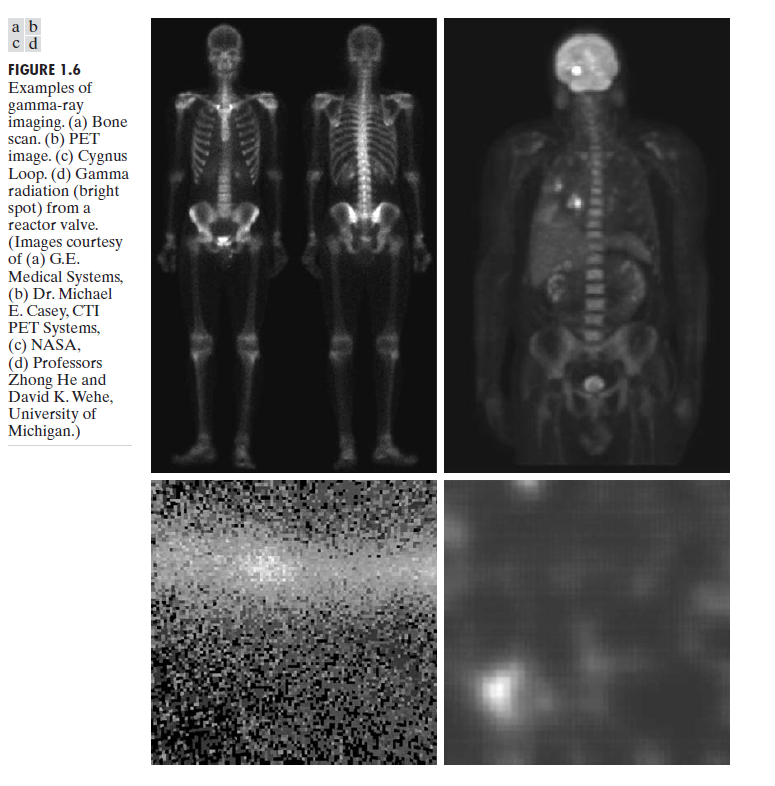 a b
c d
FIGURE 1.6
Examples of
gamma-ray
imaging. (a) Bone
scan. (b) PET
image. (c) Cygnus
Loop. (d) Gamma
radiation (bright
spot) from a
reactor valve.
(Images courtesy
of (a) G.E.
Medical Systems,
(b) Dr. Michael
E. Casey, CTI
PET Systems,
(c) NASA,
(d) Professors
Zhong He and
David K. Wehe,
University of
Michigan.)